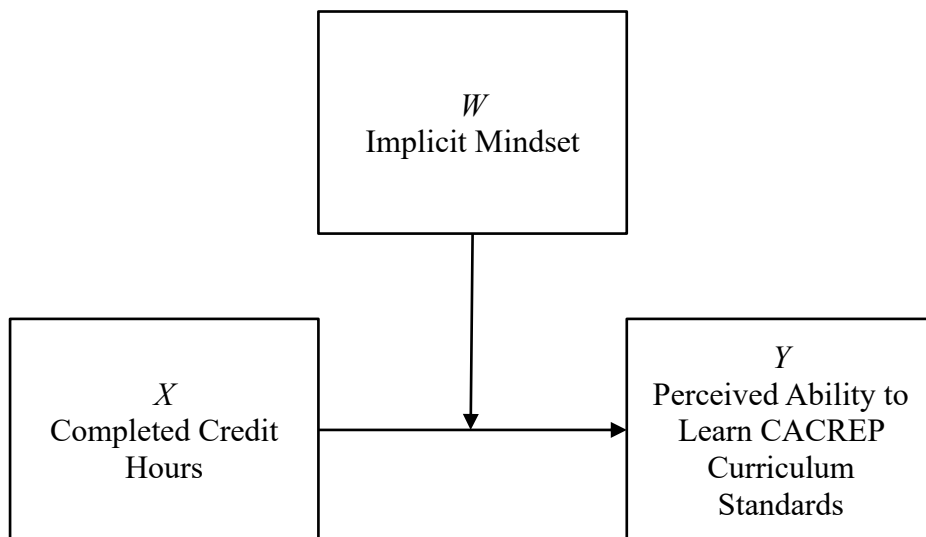 W
Implicit Mindset
X
Completed Credit
Hours
Y
Perceived Ability to
Learn CACREP
Curriculum
Standards